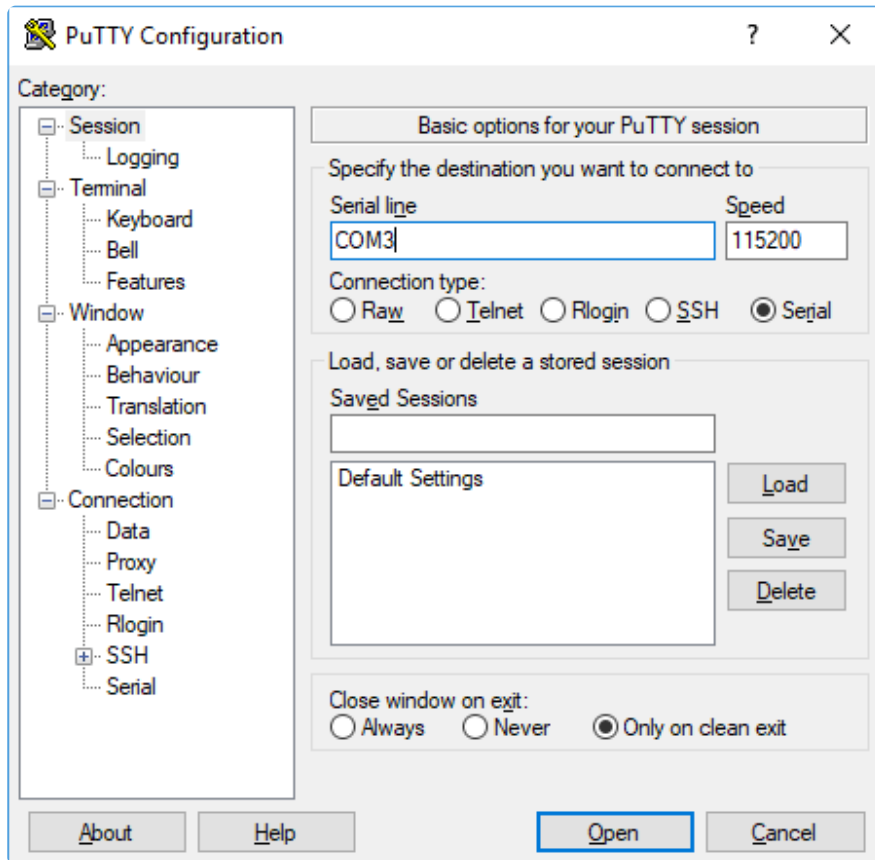 PuTTY Configuration ? ×
Category:
Session
Logging
Terminal
Keyboard
Bell
Features
Window
Appearance
Behaviour
Translation
Selection
Colours
Connection
Data
Proxy
Telnet
Rlogin
SSH
Serial
Basic options for your PuTTY session
Specify the destination you want to connect to
Serial line Speed
COM3 115200
Connection type:
Raw Telnet Rlogin SSH Serial
Load, save or delete a stored session
Saved Sessions
Default Settings
Load
Save
Delete
Close window on exit:
Always Never Only on clean exit
About Help Open Cancel